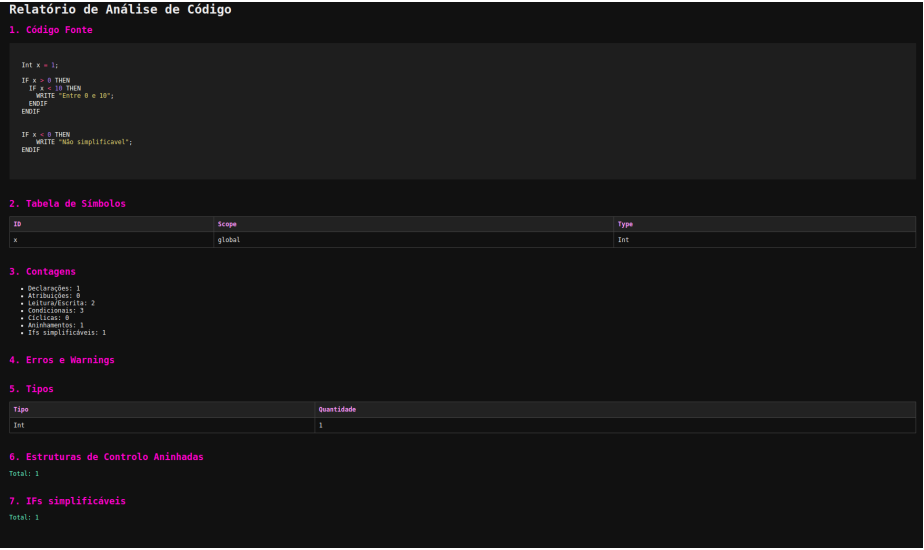 Relatório de Análise de Código
1. Código Fonte
Int x = 1;
IF x > 0 THEN
IF x < 10 THEN
WRITE "Entre 0 e 10";
ENDIF
ENDIF
IF x < 0 THEN
WRITE "Não simplificavel";
ENDIF
2. Tabela de Símbolos
ID Scope Type
x global Int
3. Contagens
• Declarações: 1
• Atribuições: 0
• Leitura/Escrita: 2
• Condicionais: 3
• Cíclicas: 0
• Aninhamentos: 1
• Ifs simplificáveis: 1
4. Erros e Warnings
5. Tipos
Tipo Quantidade
Int 1
6. Estruturas de Controlo Aninhadas
Total: 1
7. IFs simplificáveis
Total: 1